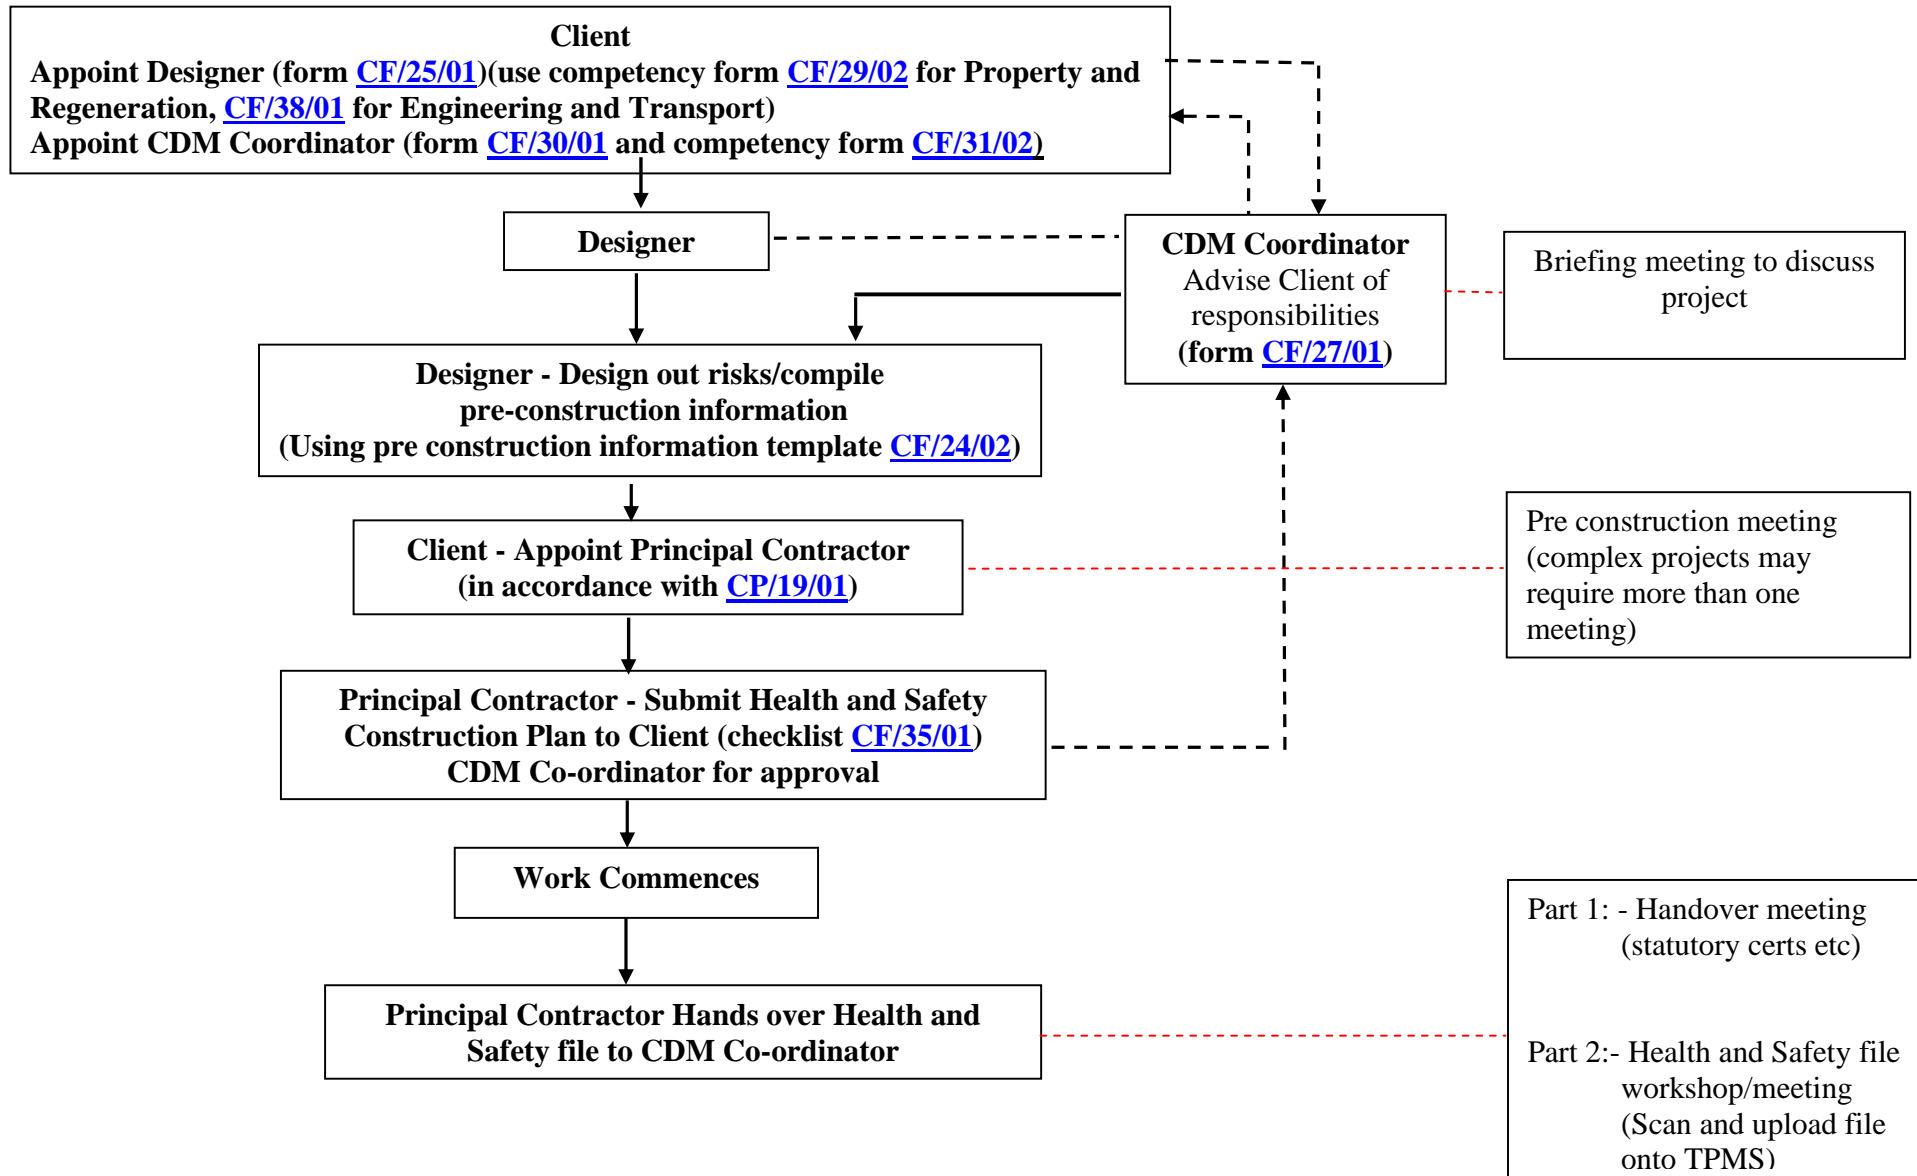 Client
Appoint Designer (form CF/25/01)(use competency form CF/29/02 for Property and
Regeneration, CF/38/01 for Engineering and Transport)
Appoint CDM Coordinator (form CF/30/01 and competency form CF/31/02)
Designer
CDM Coordinator
Advise Client of
responsibilities
(form CF/27/01)
Briefing meeting to discuss
project
Designer - Design out risks/compile
pre-construction information
(Using pre construction information template CF/24/02)
Client - Appoint Principal Contractor
(in accordance with CP/19/01)
Pre construction meeting
(complex projects may
require more than one
meeting)
Principal Contractor - Submit Health and Safety
Construction Plan to Client (checklist CF/35/01)
CDM Co-ordinator for approval
Work Commences
Principal Contractor Hands over Health and
Safety file to CDM Co-ordinator
Part 1: - Handover meeting
(statutory certs etc)
Part 2:- Health and Safety file
workshop/meeting
(Scan and upload file
onto TPMS)